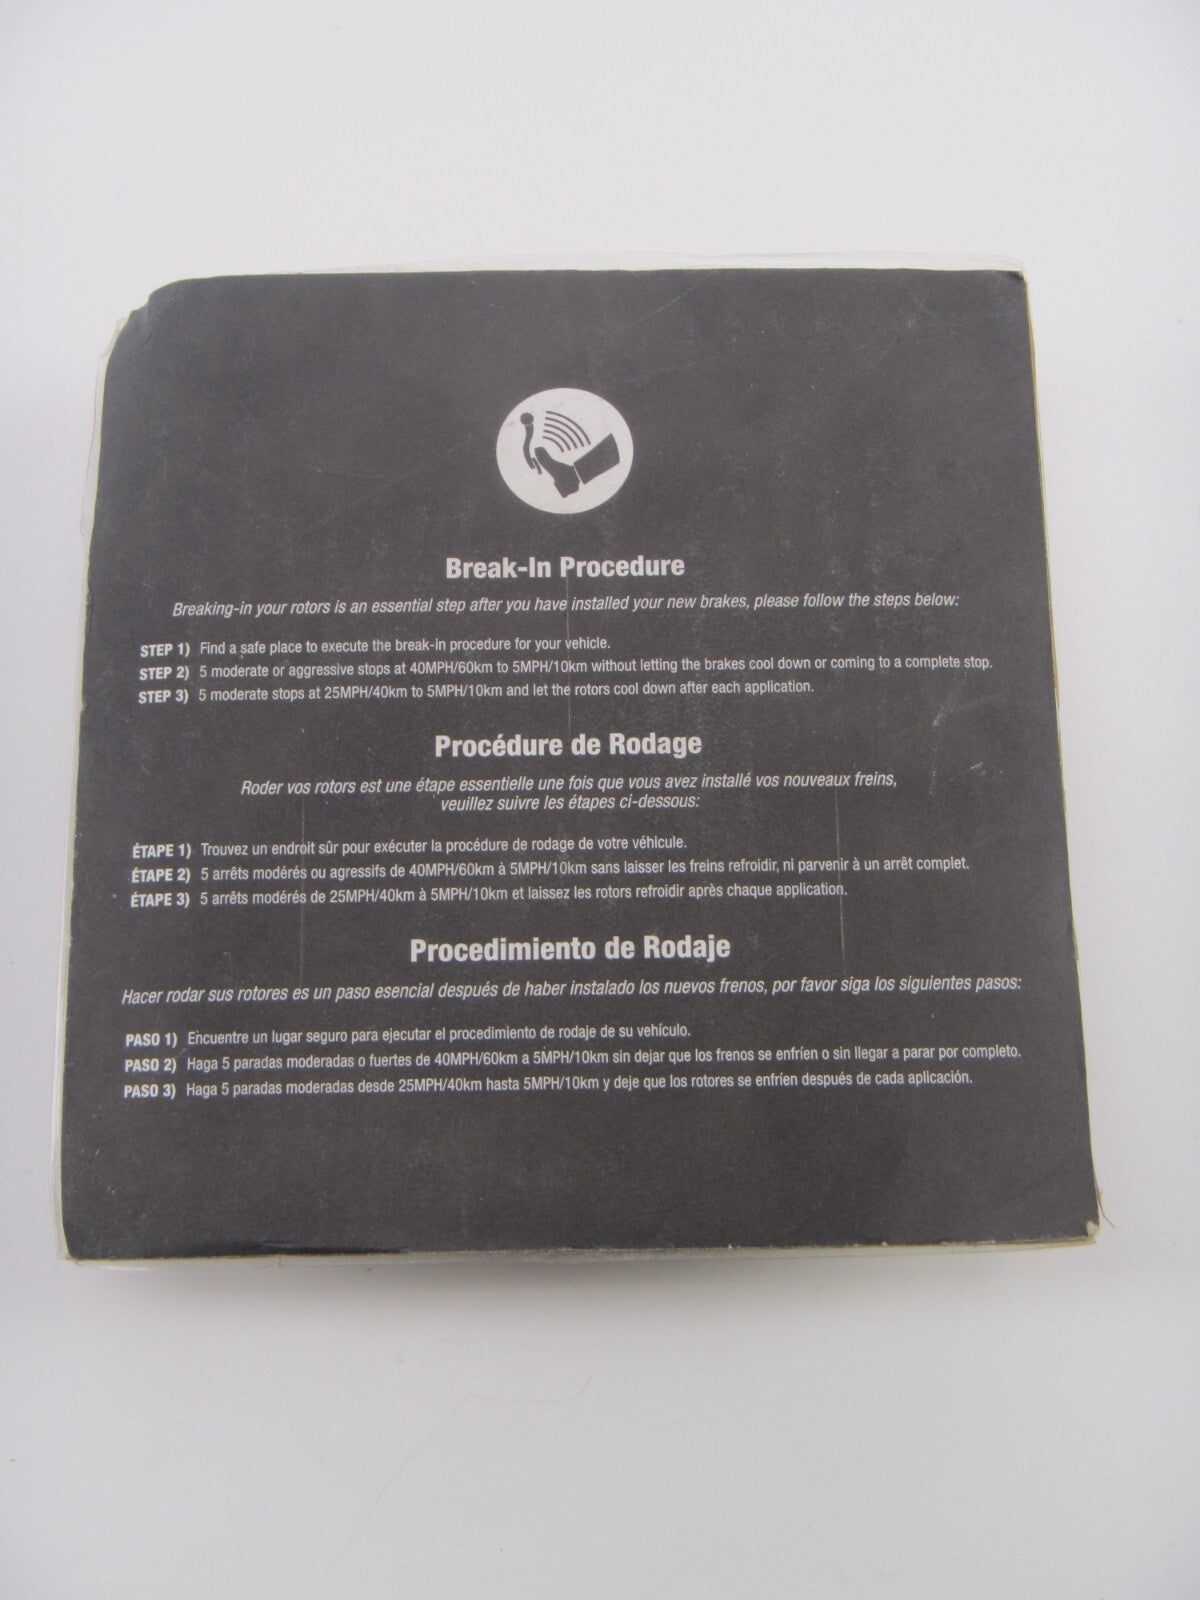 Break-In Procedure
Breaking-in your rotors is an essential step after you have installed your new brakes, please follow the steps below:
STEP 1) Find a safe place to execute the break-in procedure for your vehicle.
STEP 2) 5 moderate or aggressive stops at 40MPH/60km to 5MPH/10km without letting the brakes cool down or coming to a complete stop.
STEP 3) 5 moderate stops at 25MPH/40km to 5MPH/10km and let the rotors cool down after each application.
Procédure de Rodage
Roder vos rotors est une étape essentielle une fois que vous avez installé vos nouveaux freins,
veuillez suivre les étapes ci-dessous:
ÉTAPE 1) Trouvez un endroit sûr pour exécuter la procédure de rodage de votre véhicule.
ÉTAPE 2) 5 arrêts modérés ou agressifs de 40MPH/60km à 5MPH/10km sans laisser les freins refroidir, ni parvenir à un arrêt complet.
ÉTAPE 3) 5 arrêts modérés de 25MPH/40km à 5MPH/10km et laissez les rotors refroidir après chaque application.
Procedimiento de Rodaje
Hacer rodar sus rotores es un paso esencial después de haber instalado los nuevos frenos, por favor siga los siguientes pasos:
PASO 1) Encuentre un lugar seguro para ejecutar el procedimiento de rodaje de su vehículo.
PASO 2) Haga 5 paradas moderadas o fuertes de 40MPH/60km a 5MPH/10km sin dejar que los frenos se enfríen o sin llegar a parar por completo.
PASO 3) Haga 5 paradas moderadas desde 25MPH/40km hasta 5MPH/10km y deje que los rotores se enfríen después de cada aplicación.